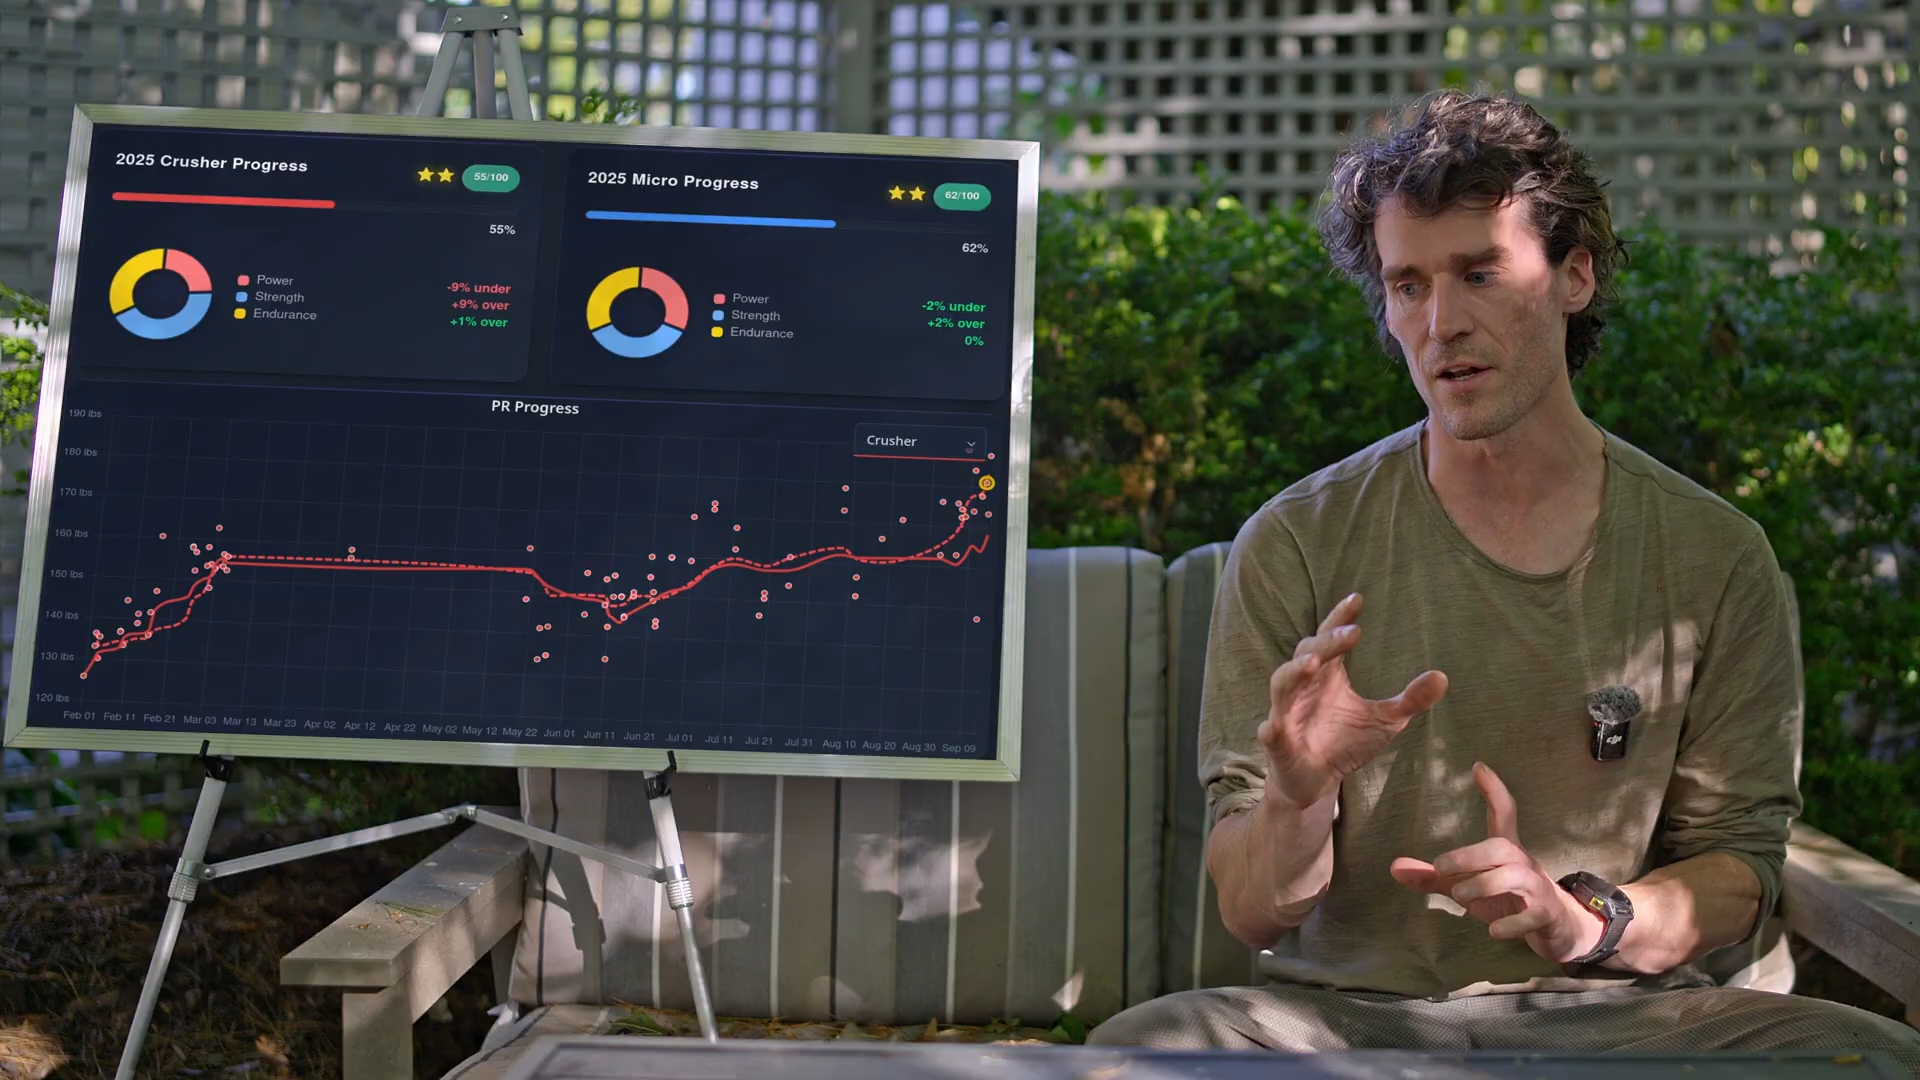 2025 Crusher Progress
55/100
55%
Power -9% under
Strength +9% over
Endurance +1% over
2025 Micro Progress
62/100
62%
Power -2% under
Strength +2% over
Endurance 0%
PR Progress
Crusher
190 lbs
180 lbs
170 lbs
160 lbs
150 lbs
140 lbs
130 lbs
120 lbs
Feb 01 Feb 11 Feb 21 Mar 03 Mar 13 Mar 23 Apr 02 Apr 12 Apr 22 May 02 May 12 May 22 Jun 01 Jun 11 Jun 21 Jul 01 Jul 11 Jul 21 Jul 31 Aug 10 Aug 20 Aug 30 Sep 09
dji